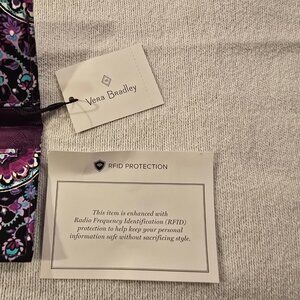 Vera Bradley
RFID PROTECTION
This item is enhanced with
Radio Frequency Identification (RFID)
protection to help keep your personal
information safe without sacrificing style.